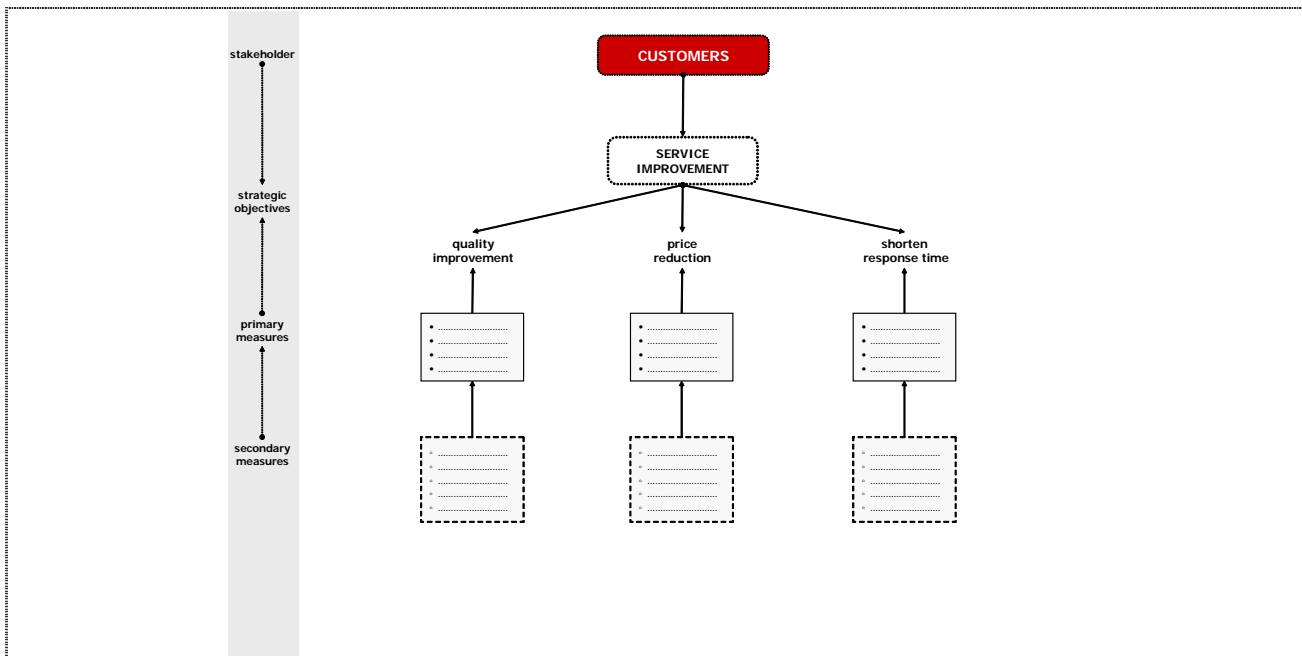 stakeholder
CUSTOMERS
SERVICE
IMPROVEMENT
strategic
objectives
quality
improvement
price
reduction
shorten
response time
primary
measures
secondary
measures